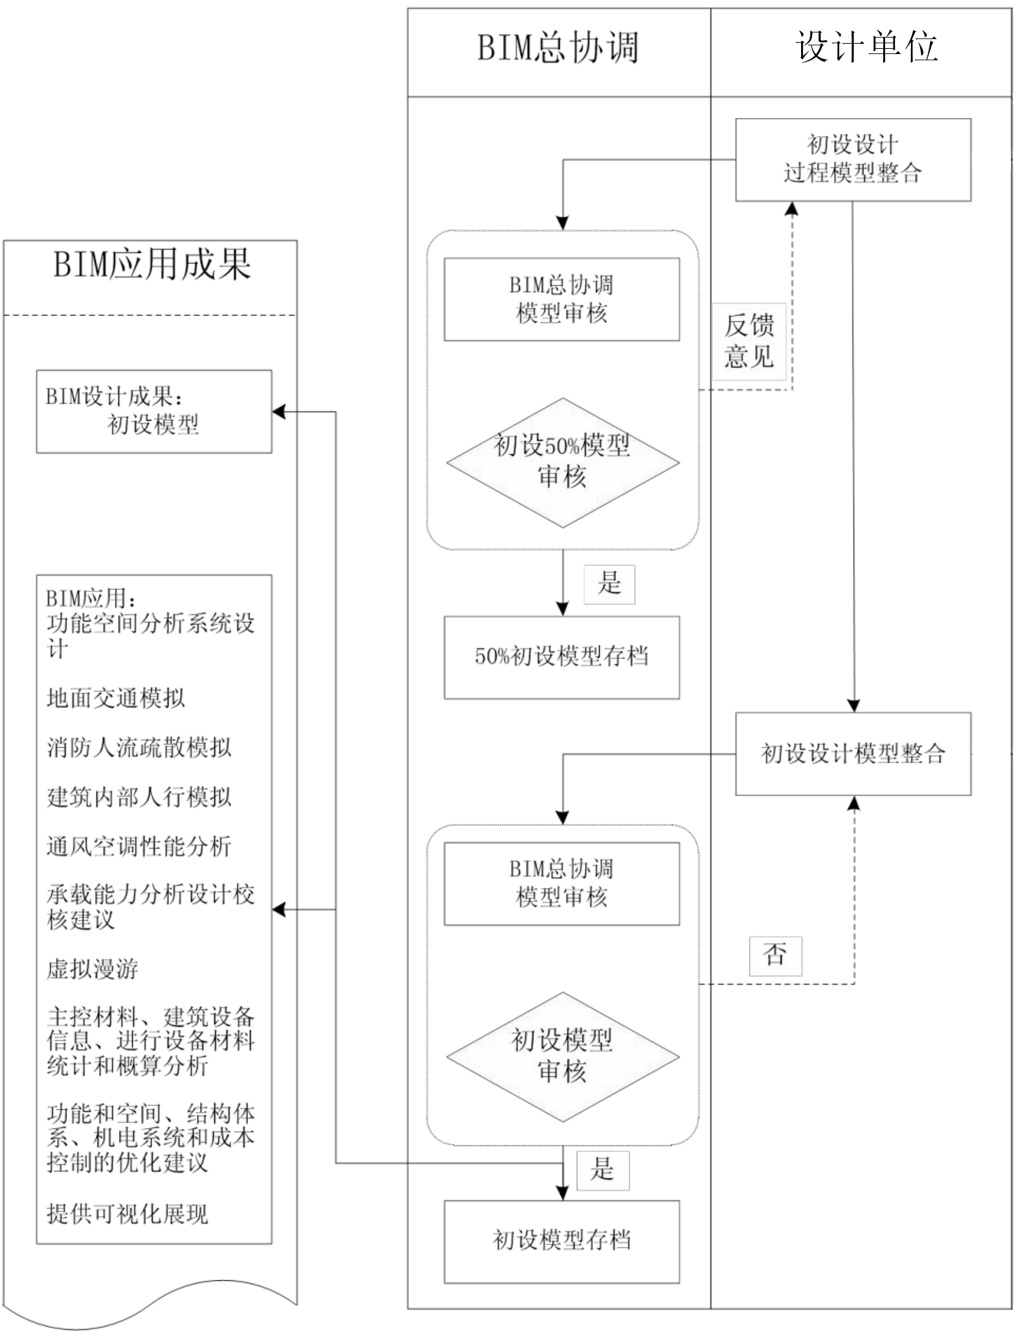 BIM总协调
设计单位
初设设计
过程模型整合
BIM总协调
模型审核
反馈
意见
初设50%模型
审核
是
50%初设模型存档
初设设计模型整合
BIM总协调
模型审核
否
初设模型
审核
是
初设模型存档
BIM应用成果
BIM设计成果：
初设模型
BIM应用：
功能空间分析系统设
计
地面交通模拟
消防人流疏散模拟
建筑内部人行模拟
通风空调性能分析
承载能力分析设计校
核建议
虚拟漫游
主控材料、建筑设备
信息、进行设备材料
统计和概算分析
功能和空间、结构体
系、机电系统和成本
控制的优化建议
提供可视化展现